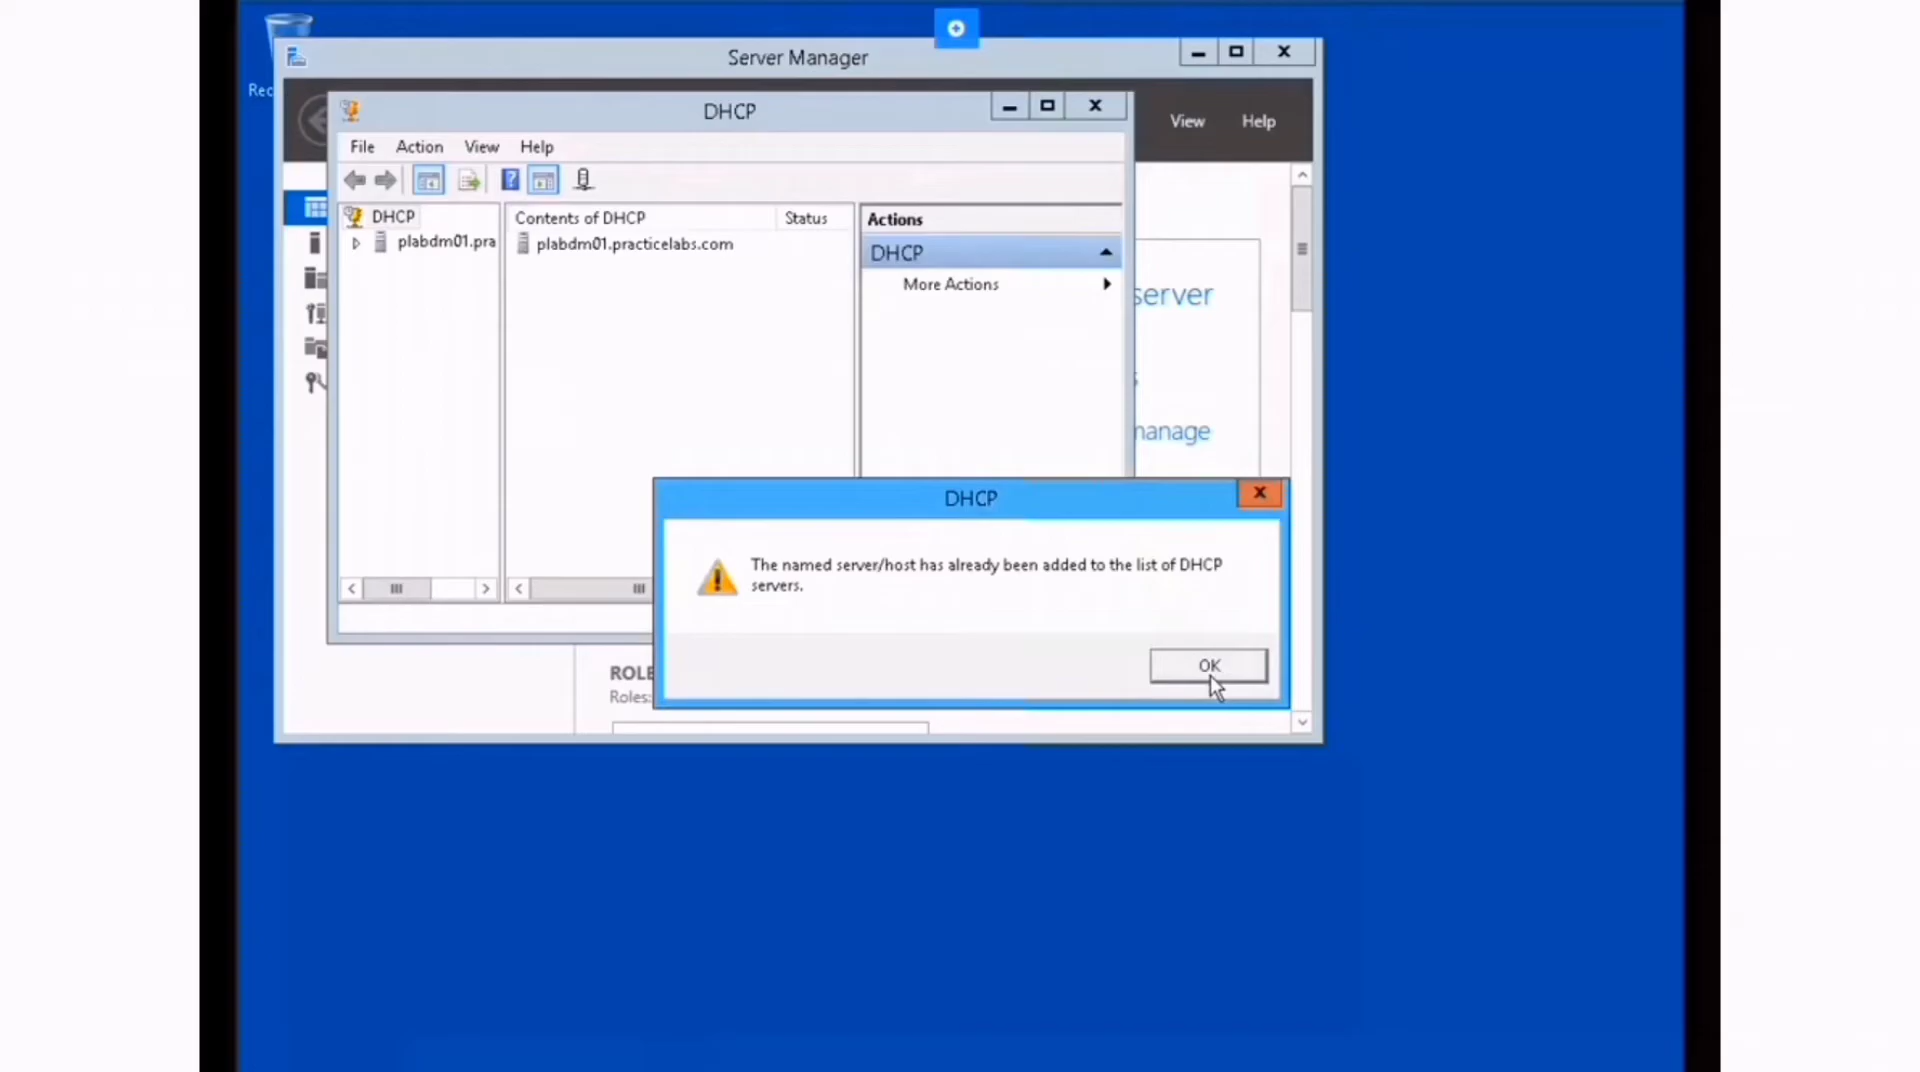 Rec
Server Manager
View
Help
DHCP
File
Action
View
Help
DHCP
Contents of DHCP
Status
Actions
plabdm01.pra
plabdm01.practicelabs.com
DHCP
More Actions
server
manage
DHCP
The named server/host has already been added to the list of DHCP
servers.
OK
ROLE
Roles: